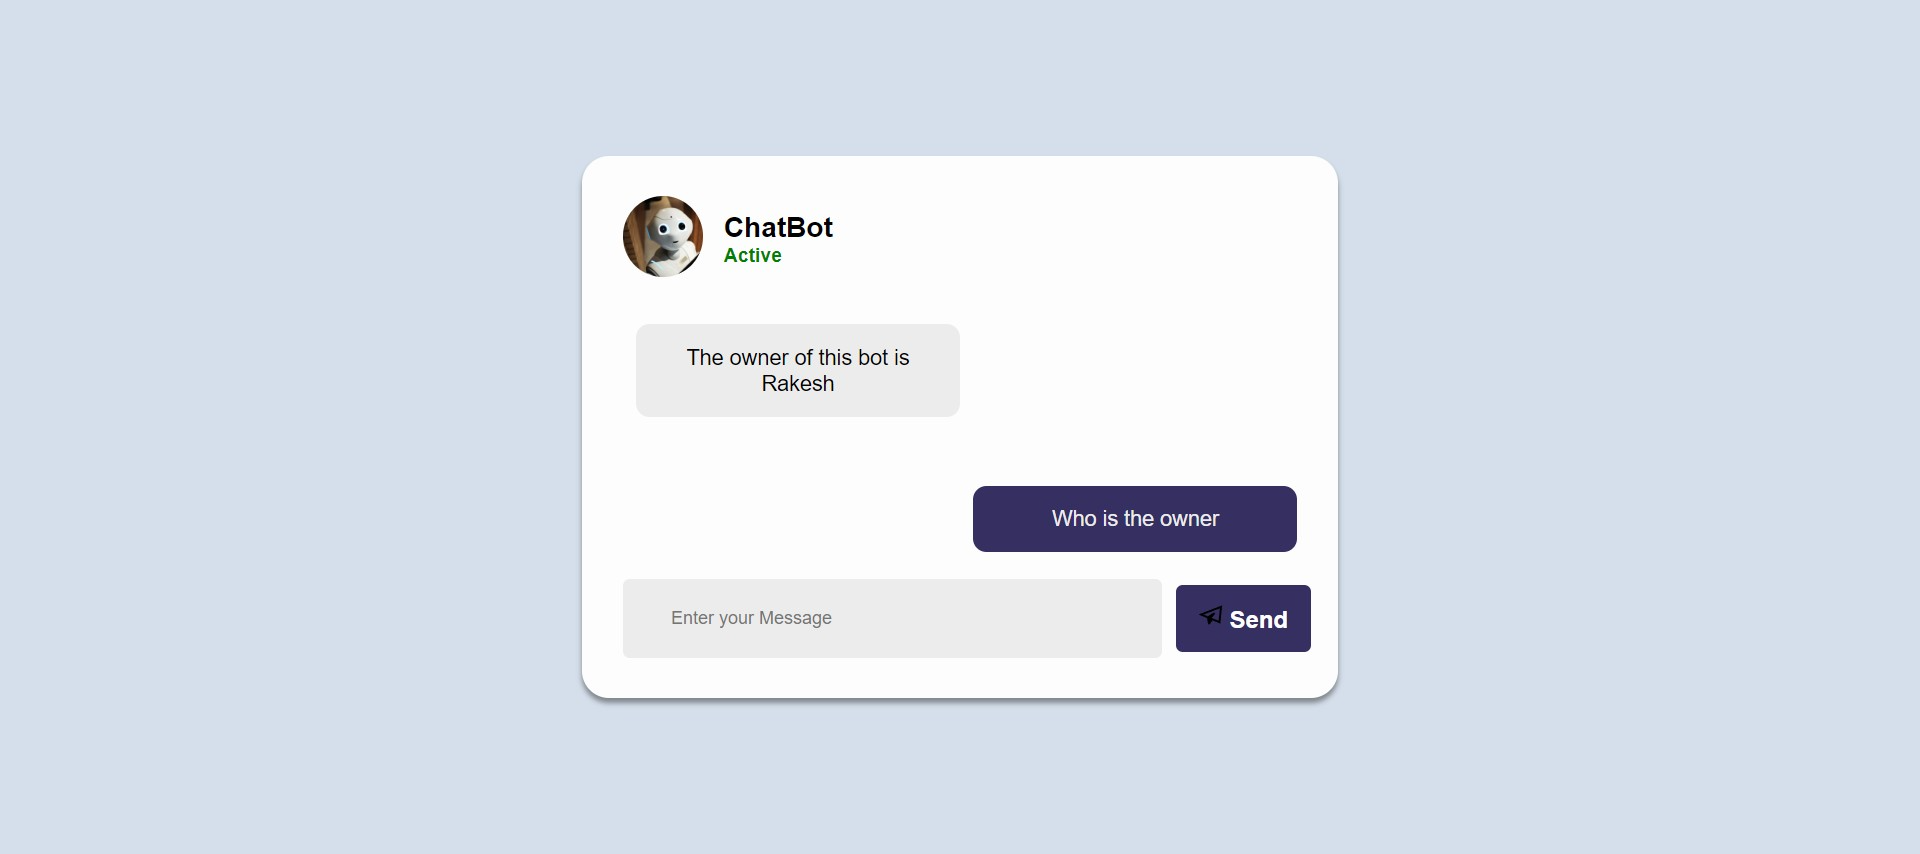 ChatBot
Active
The owner of this bot is
Rakesh
Who is the owner
Enter your Message
Send